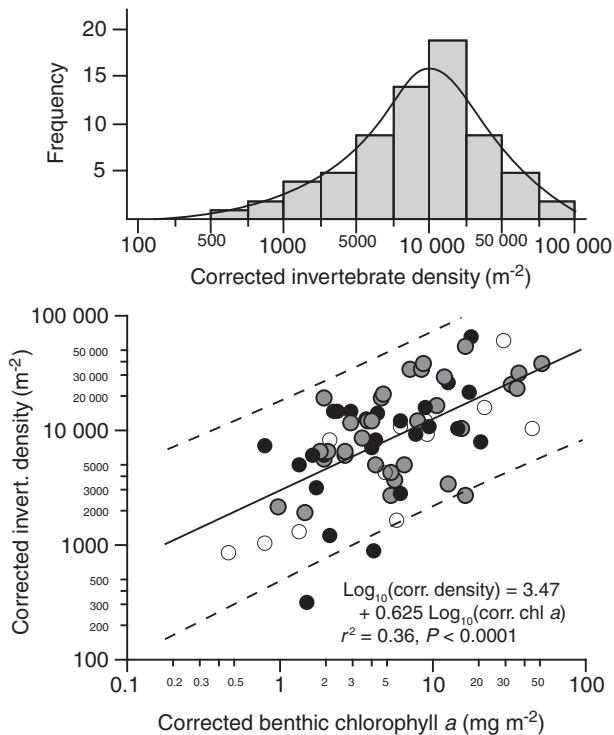 20
15
10
5
Frequency
100 500 1000 5000 10 000 50 000 100 000
Corrected invertebrate density (m-2)
100 000
50 000
30 000
20 000
10 000
5000
3000
2000
1000
500
300
200
100
Corrected invert. density (m-2)
Log10(corr. density) = 3.47
+ 0.625 Log10(corr. chl a)
r2 = 0.36, P < 0.0001
0.1 0.2 0.3 0.5 1 2 3 5 10 20 30 50 100
Corrected benthic chlorophyll a (mg m-2)